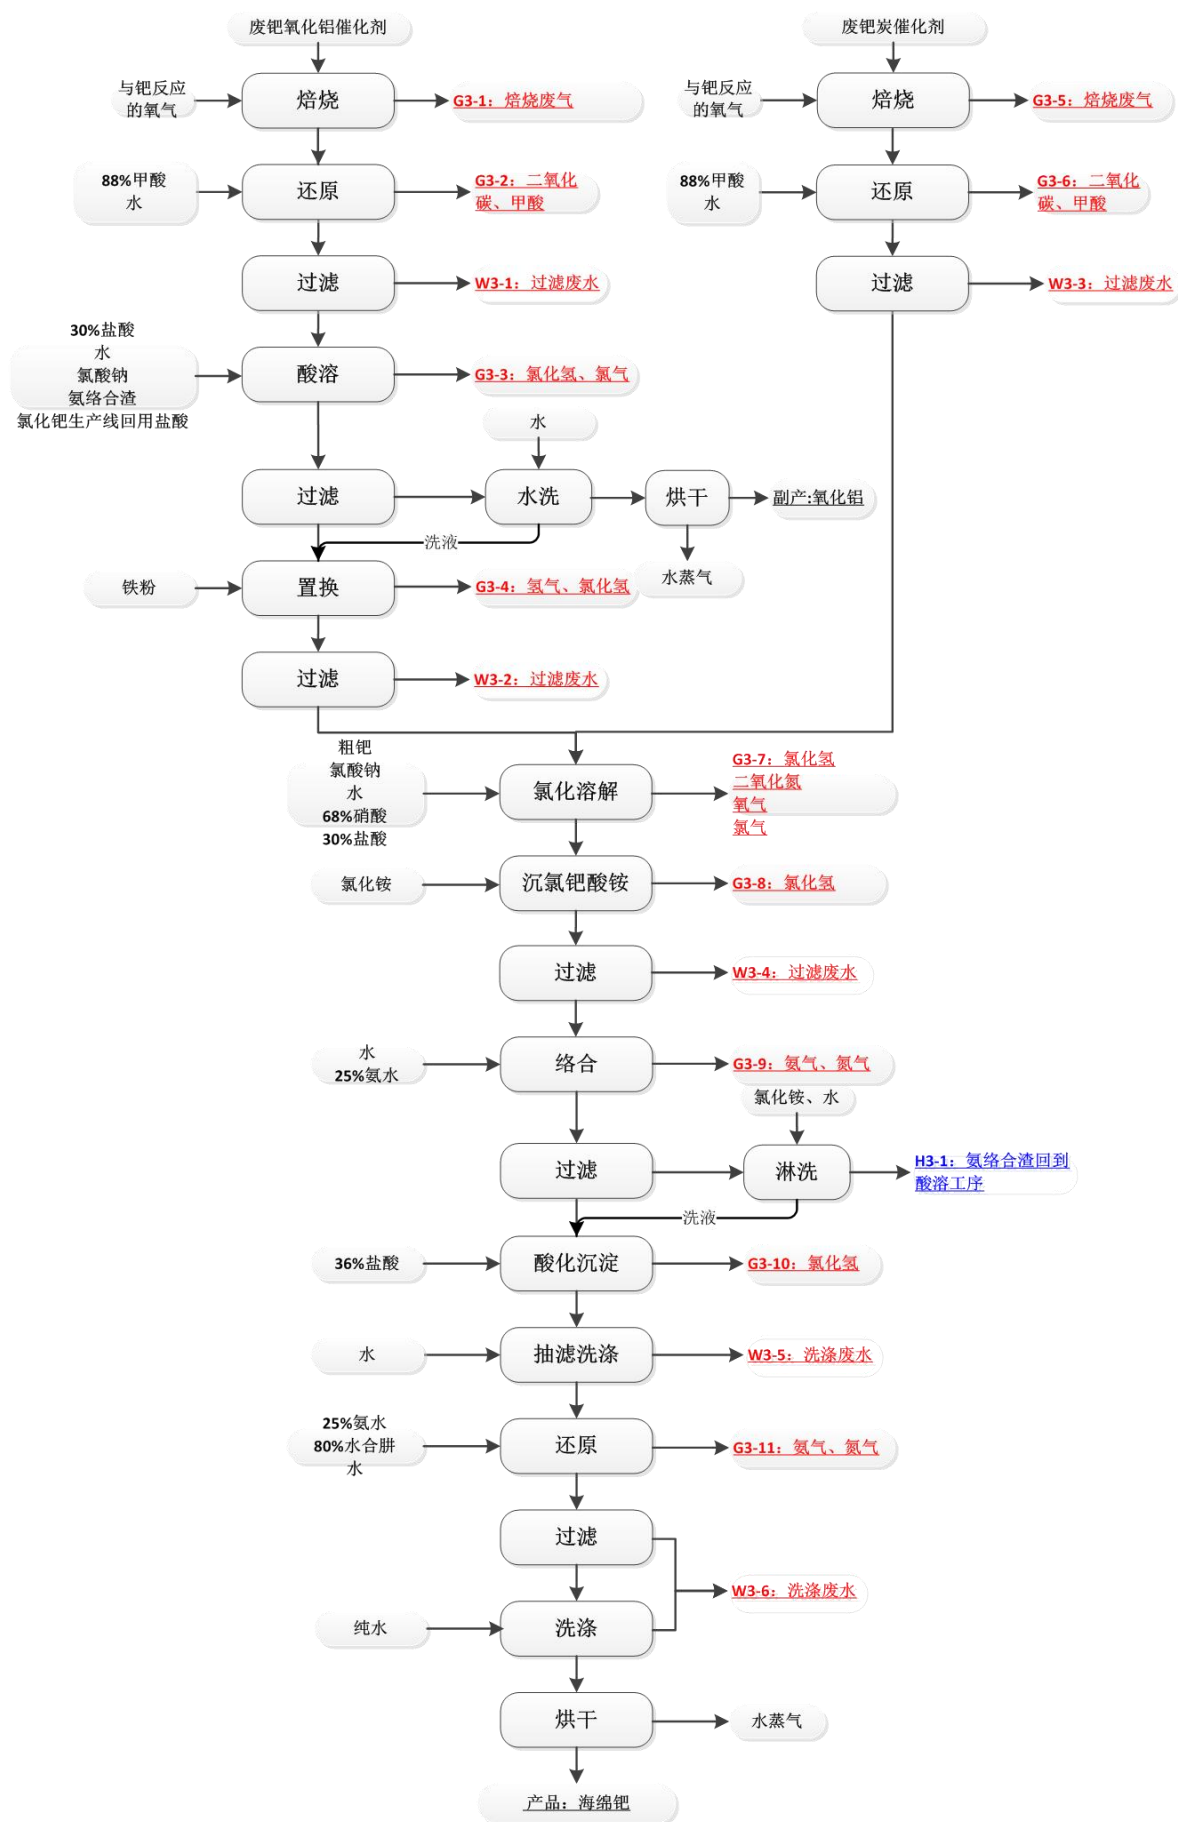 废钯氧化铝催化剂
废钯炭催化剂
与钯反应
的氧气
焙烧
G3-1：焙烧废气
与钯反应
的氧气
焙烧
G3-5：焙烧废气
88%甲酸
水
还原
G3-2：二氧化
碳、甲酸
88%甲酸
水
还原
G3-6：二氧化
碳、甲酸
过滤
W3-1：过滤废水
过滤
W3-3：过滤废水
30%盐酸
水
氯酸钠
氨络合渣
氯化钯生产线回用盐酸
酸溶
G3-3：氯化氢、氯气
水
过滤
水洗
烘干
副产:氧化铝
洗液
水蒸气
铁粉
置换
G3-4：氢气、氯化氢
过滤
W3-2：过滤废水
粗钯
氯酸钠
水
68%硝酸
30%盐酸
氯化溶解
G3-7：氯化氢
二氧化氮
氧气
氯气
氯化铵
沉氯钯酸铵
G3-8：氯化氢
过滤
W3-4：过滤废水
水
25%氨水
络合
G3-9：氨气、氮气
氯化铵、水
过滤
淋洗
H3-1：氨络合渣回到
酸溶工序
洗液
36%盐酸
酸化沉淀
G3-10：氯化氢
水
抽滤洗涤
W3-5：洗涤废水
25%氨水
80%水合肼
水
还原
G3-11：氨气、氮气
过滤
W3-6：洗涤废水
纯水
洗涤
烘干
水蒸气
产品：海绵钯